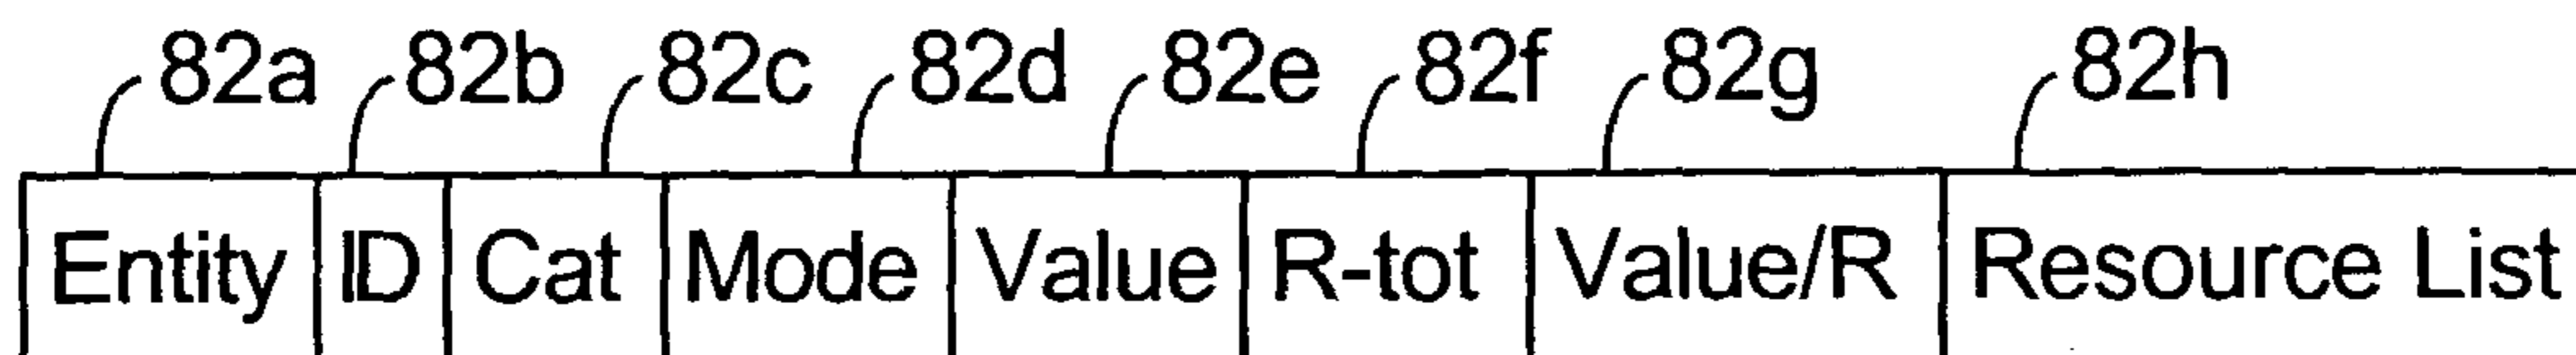 82a 82b 82c 82d 82e 82f 82g 82h
Entity ID Cat Mode Value R-tot Value/R Resource List